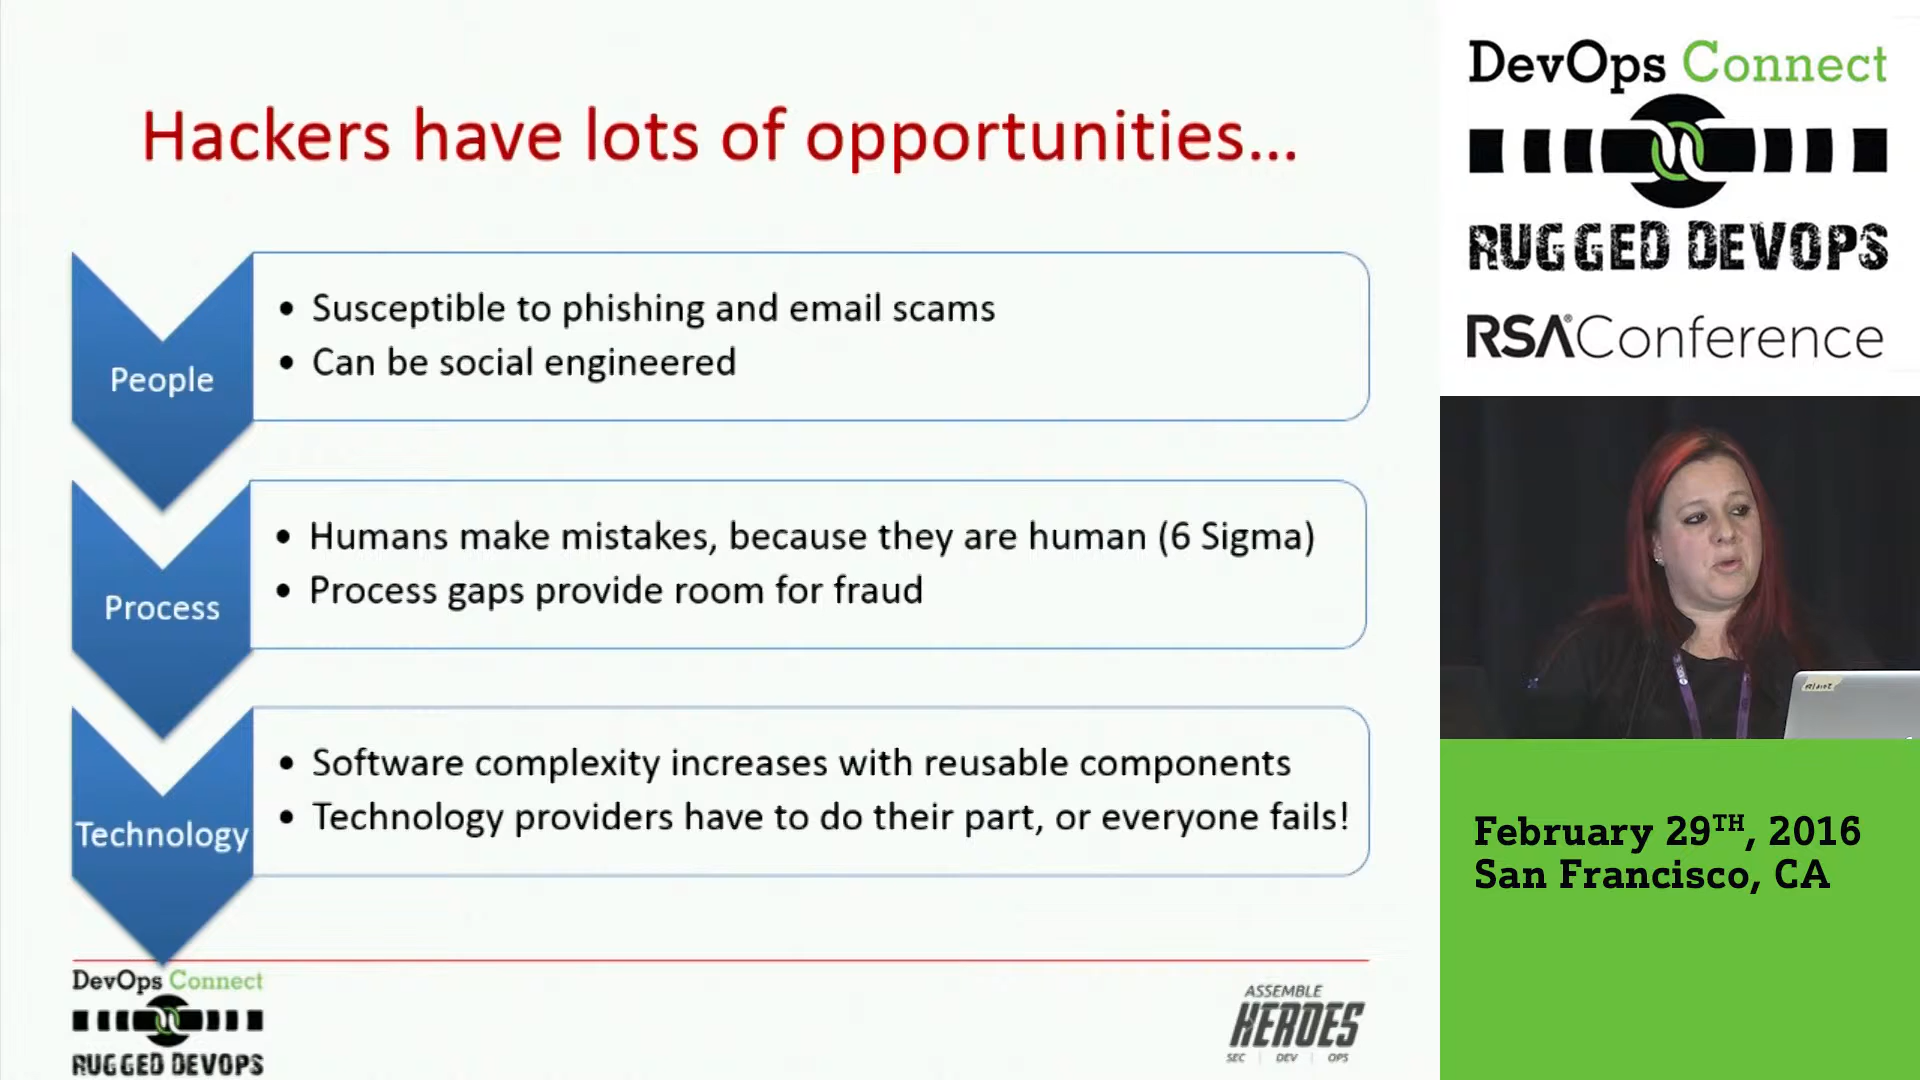 Hackers have lots of opportunities...
People
• Susceptible to phishing and email scams
• Can be social engineered
Process
• Humans make mistakes, because they are human (6 Sigma)
• Process gaps provide room for fraud
Technology
• Software complexity increases with reusable components
• Technology providers have to do their part, or everyone fails!
DevOps Connect
RUGGED DEVOPS
ASSEMBLE
HEROES
SEC | DEV | OPS
DevOps Connect
RUGGED DEVOPS
RSA®Conference
February 29TH, 2016
San Francisco, CA